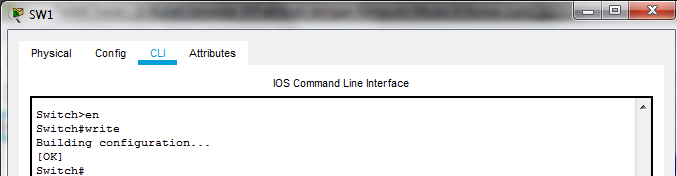 SW1
Physical Config CLI Attributes
IOS Command Line Interface
Switch>en
Switch#write
Building configuration...
[OK]
Switch#